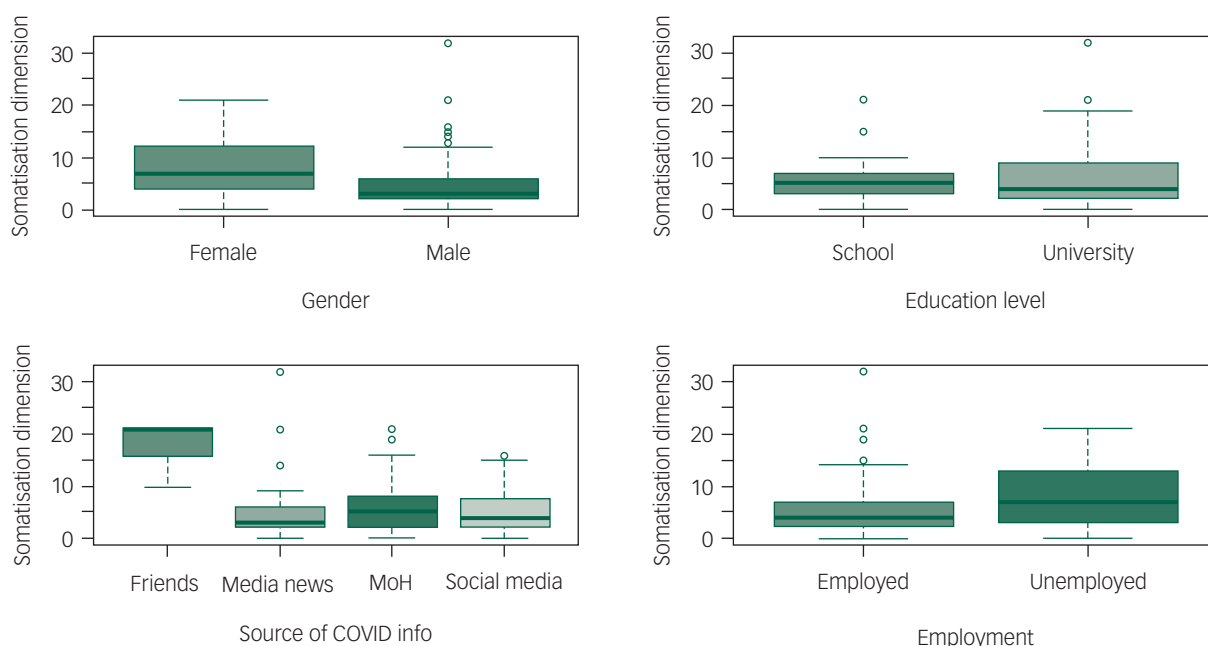 Somatisation dimension
30
20
10
0
Female
Male
Gender
Somatisation dimension
30
20
10
0
School
University
Education level
Somatisation dimension
30
20
10
0
Friends
Media news
MoH
Social media
Source of COVID info
Somatisation dimension
30
20
10
0
Employed
Unemployed
Employment